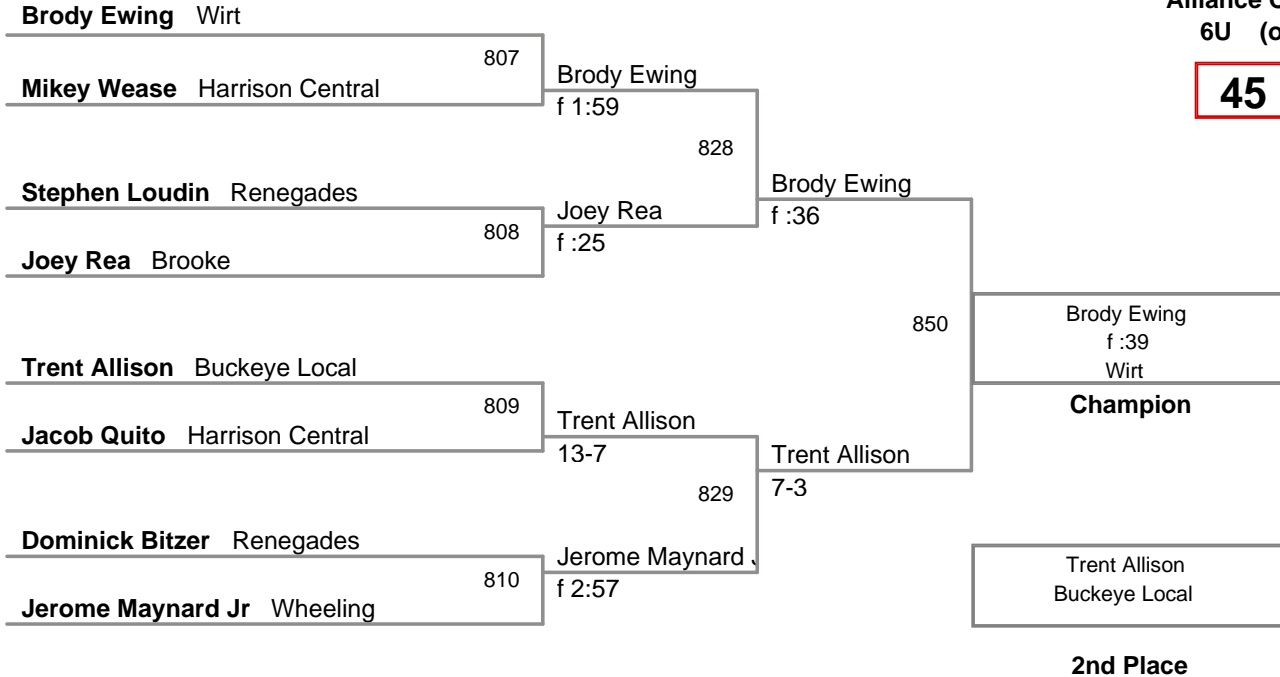 Alliance
6U (o
45
Brody Ewing Wirt
807
Mikey Wease Harrison Central
Brody Ewing
f 1:59
828
Stephen Loudin Renegades
808
Joey Rea Brooke
Joey Rea
f :25
Brody Ewing
f :36
Trent Allison Buckeye Local
809
Jacob Quito Harrison Central
Trent Allison
13-7
829
Dominick Bitzer Renegades
810
Jerome Maynard Jr Wheeling
Jerome Maynard
f 2:57
Trent Allison
7-3
850
Brody Ewing
f :39
Wirt
Champion
Trent Allison
Buckeye Local
2nd Place